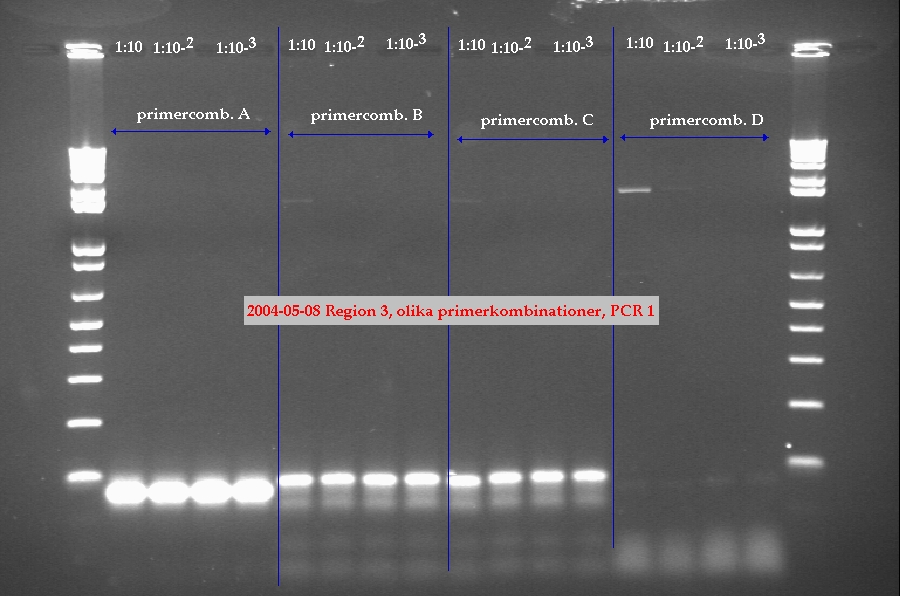 1:10 1:10-2 1:10-3 1:10 1:10-2 1:10-3 1:10 1:10-2 1:10-3 1:10 1:10-2 1:10-3
primercomb. A primercomb. B primercomb. C primercomb. D
2004-05-08 Region 3, olika primerkombinationer, PCR 1